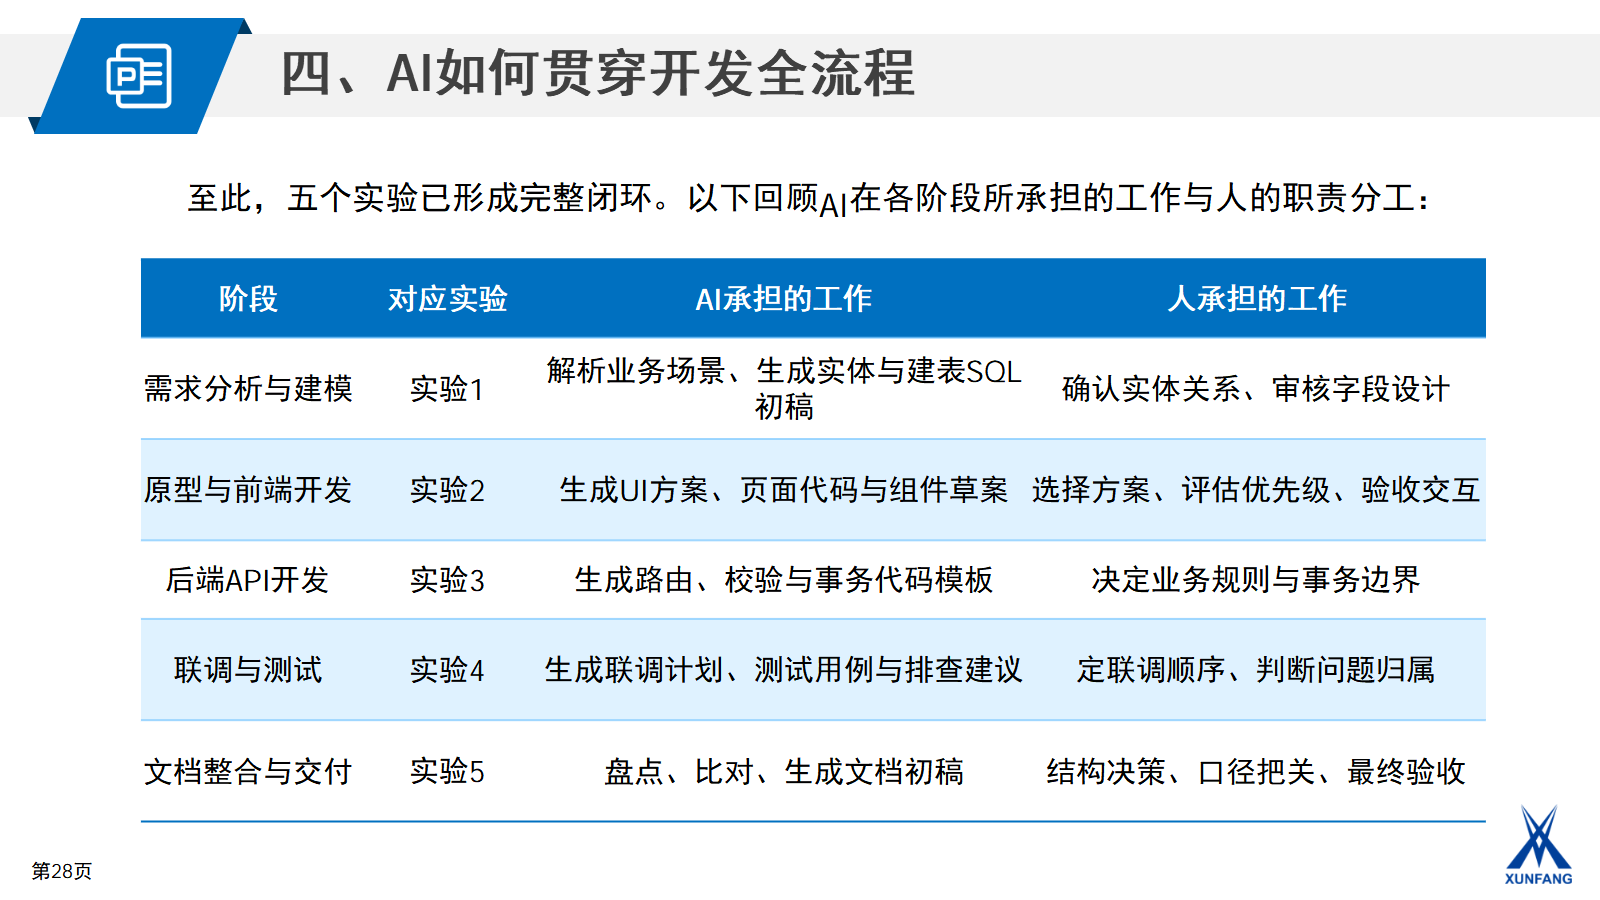 四、AI如何贯穿开发全流程
至此，五个实验已形成完整闭环。以下回顾AI在各阶段所承担的工作与人的职责分工：
阶段 对应实验 AI承担的工作 人承担的工作
需求分析与建模 实验1 解析业务场景、生成实体与建表SQL
初稿 确认实体关系、审核字段设计
原型与前端开发 实验2 生成UI方案、页面代码与组件草案 选择方案、评估优先级、验收交互
后端API开发 实验3 生成路由、校验与事务代码模板 决定业务规则与事务边界
联调与测试 实验4 生成联调计划、测试用例与排查建议 定联调顺序、判断问题归属
文档整合与交付 实验5 盘点、比对、生成文档初稿 结构决策、口径把关、最终验收
第28页
XUNFANG